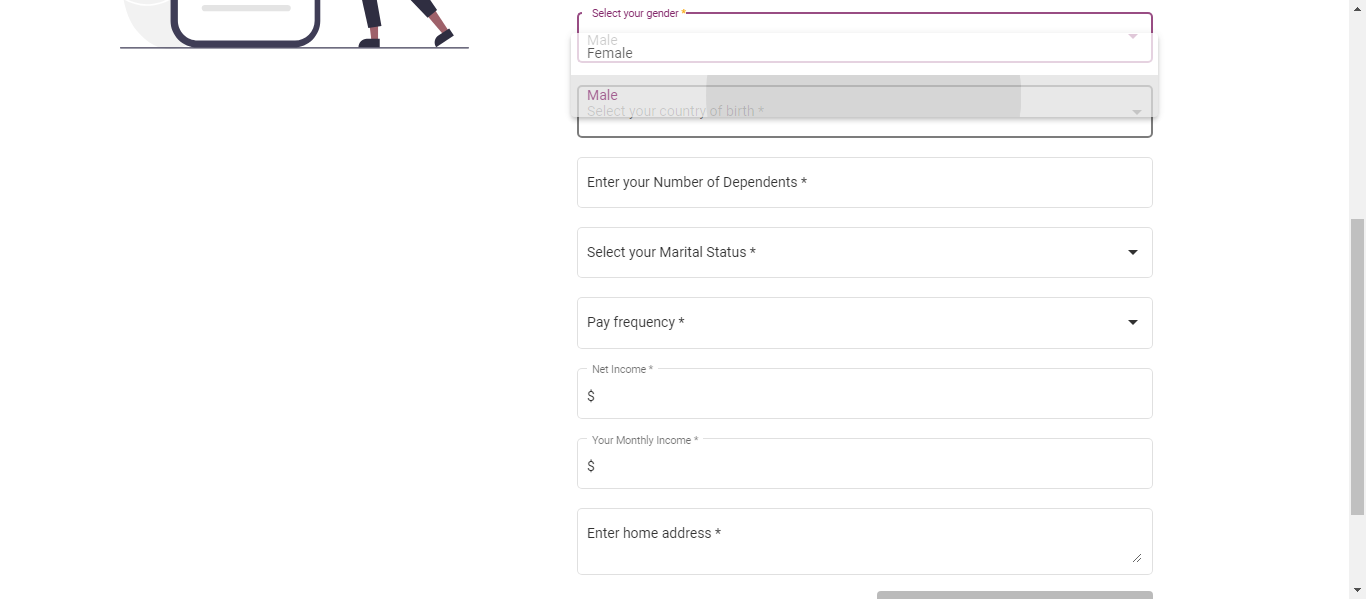 Select your gender *
Male
Female
Male
Select your country of birth *
Enter your Number of Dependents *
Select your Marital Status *
Pay frequency *
Net Income *
$
Your Monthly Income *
$
Enter home address *